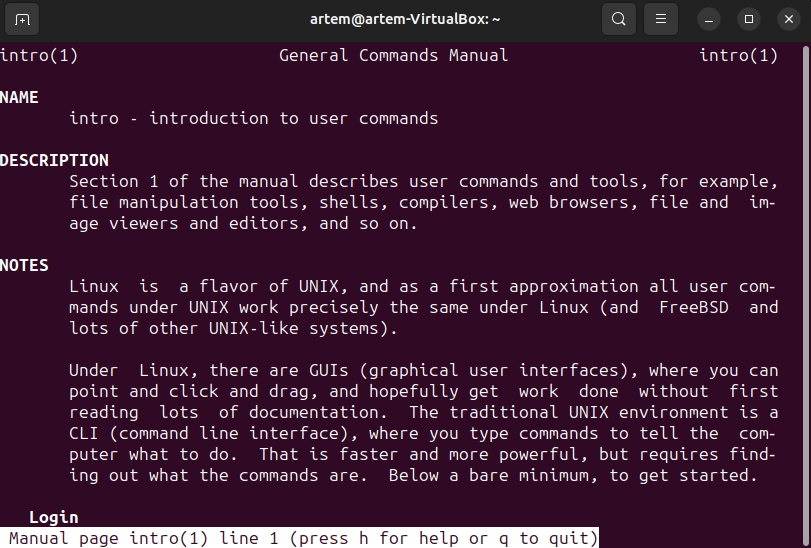 artem@artem-VirtualBox: ~
intro(1) General Commands Manual intro(1)
NAME
intro - introduction to user commands
DESCRIPTION
Section 1 of the manual describes user commands and tools, for example,
file manipulation tools, shells, compilers, web browsers, file and im-
age viewers and editors, and so on.
NOTES
Linux is a flavor of UNIX, and as a first approximation all user com-
mands under UNIX work precisely the same under Linux (and FreeBSD and
lots of other UNIX-like systems).
Under Linux, there are GUIs (graphical user interfaces), where you can
point and click and drag, and hopefully get work done without first
reading lots of documentation. The traditional UNIX environment is a
CLI (command line interface), where you type commands to tell the com-
puter what to do. That is faster and more powerful, but requires find-
ing out what the commands are. Below a bare minimum, to get started.
Login
Manual page intro(1) line 1 (press h for help or q to quit)